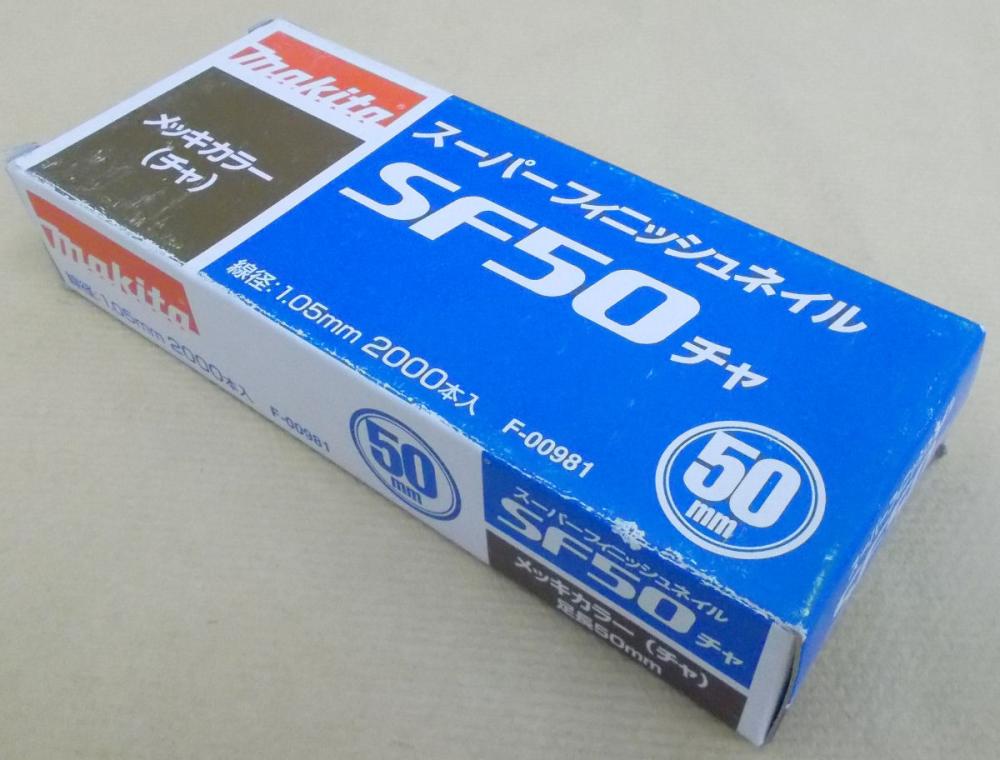 makita
メッキカラー
(チャ)
スーパーフィニッシュネイル
SF50 チャ
線径:1.05mm 2000本入
F-00981
50
mm
makita
線径:1.05mm 2000本入
F-00981
50
mm
スーパーフィニッシュネイル
SF50 チャ
メッキカラー(チャ)
足長50mm